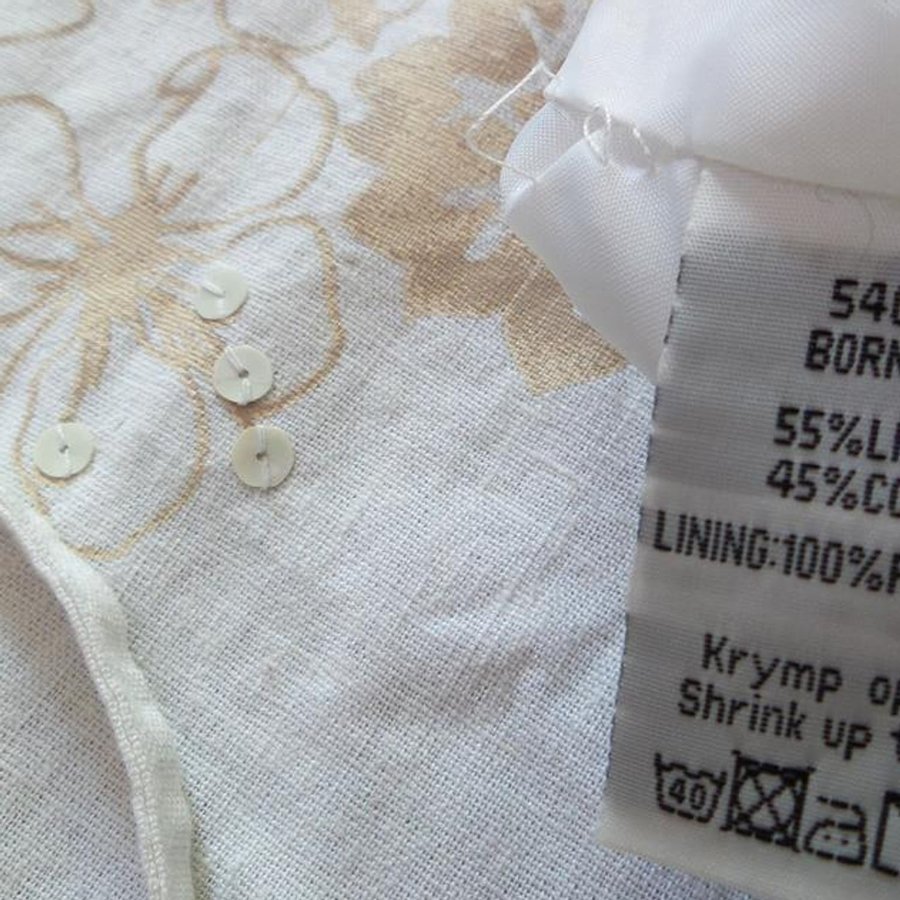 540
BORN
55%LI
45%CO
LINING:100%P
Krymp op
Shrink up t
40